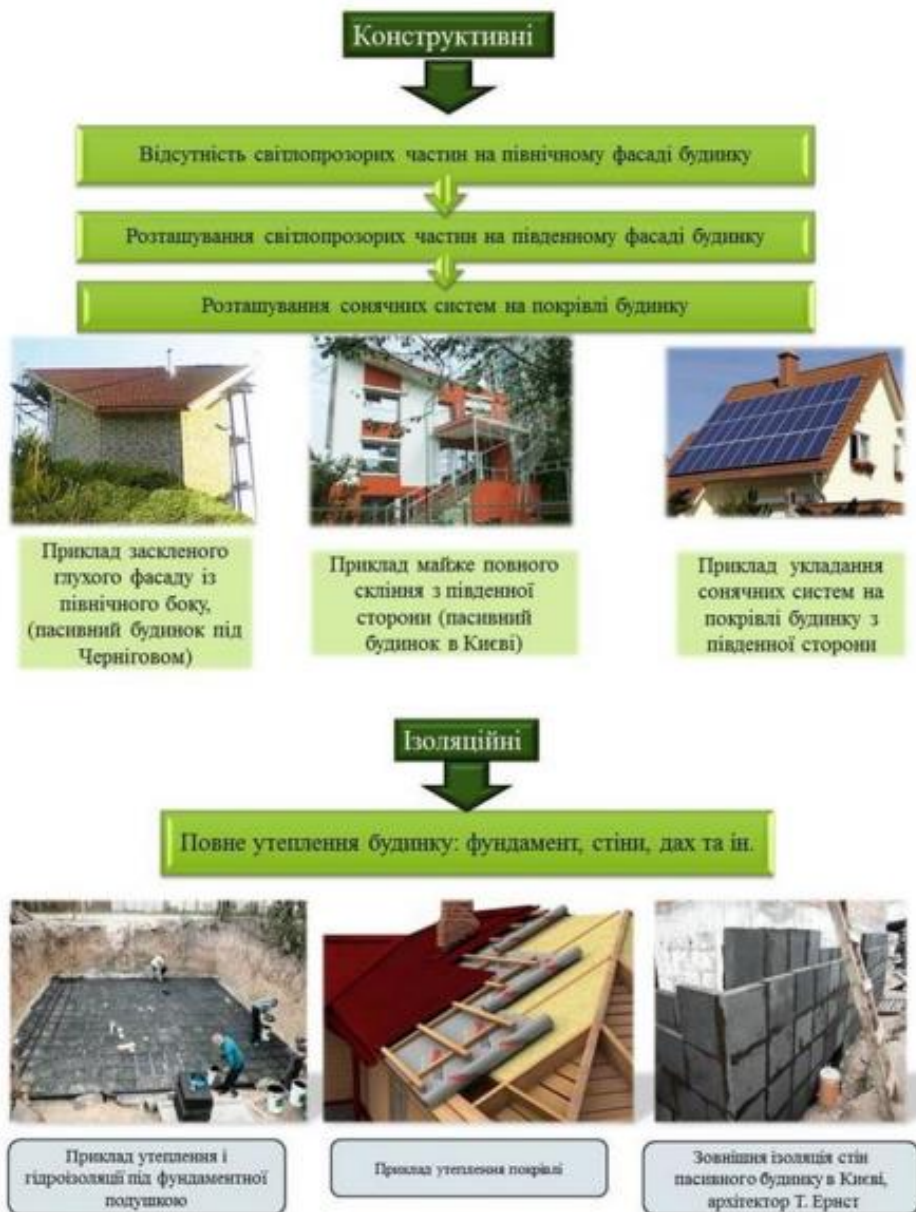 Конструктивні
Відсутність світлопрозорих частин на північному фасаді будинку
Розташування світлопрозорих частин на південному фасаді будинку
Розташування сонячних систем на покрівлі будинку
Приклад заскленого
глухого фасаду із
північного боку,
(пасивний будинок під
Черніговом)
Приклад майже повного
скління з південної
сторони (пасивний
будинок в Києві)
Приклад укладання
сонячних систем на
покрівлі будинку з
південної сторони
Ізоляційні
Повне утеплення будинку: фундамент, стіни, дах та ін.
Приклад утеплення і
гідроізоляції під фундаментної
подушкою
Приклад утеплення покрівлі
Зовнішня ізоляція стін
пасивного будинку в Києві,
архітектор Т. Ернст